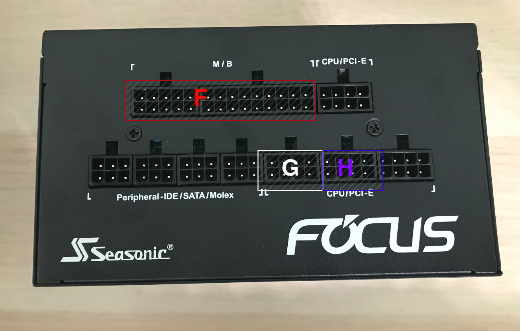 M/B
CPU/PCI-E
F
G
H
Peripheral-IDE/SATA/Molex
CPU/PCI-E
Seasonic®
FOCUS